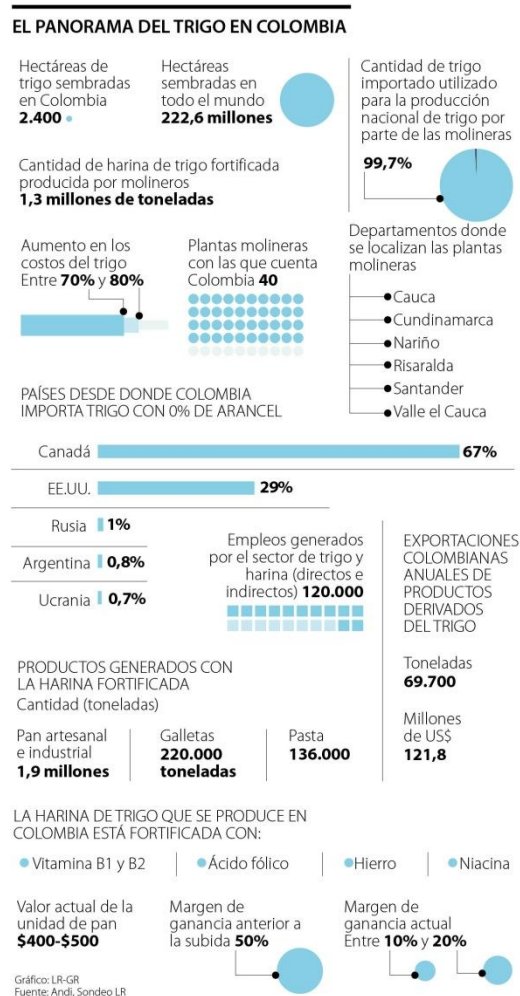 EL PANORAMA DEL TRIGO EN COLOMBIA
Hectáreas de
trigo sembradas
en Colombia
2.400
Hectáreas
sembradas en
todo el mundo
222,6 millones
Cantidad de trigo
importado utilizado
para la producción
nacional de trigo por
parte de las molineras
99,7%
Cantidad de harina de trigo fortificada
producida por molineros
1,3 millones de toneladas
Aumento en los
costos del trigo
Entre 70% y 80%
Plantas molineras
con las que cuenta
Colombia 40
Departamentos donde
se localizan las plantas
molineras
Cauca
Cundinamarca
Nariño
Risaralda
Santander
Valle el Cauca
PAÍSES DESDE DONDE COLOMBIA
IMPORTA TRIGO CON 0% DE ARANCEL
Canadá 67%
EE.UU. 29%
Rusia 1%
Argentina 0,8%
Ucrania 0,7%
Empleos generados
por el sector de trigo y
harina (directos e
indirectos) 120.000
EXPORTACIONES
COLOMBIANAS
ANUALES DE
PRODUCTOS
DERIVADOS
DEL TRIGO
Toneladas
69.700
Millones
de US$
121,8
PRODUCTOS GENERADOS CON
LA HARINA FORTIFICADA
Cantidad (toneladas)
Pan artesanal
e industrial
1,9 millones
Galletas
220.000
toneladas
Pasta
136.000
LA HARINA DE TRIGO QUE SE PRODUCE EN
COLOMBIA ESTÁ FORTIFICADA CON:
Vitamina B1 y B2
Ácido fólico
Hierro
Niacina
Valor actual de la
unidad de pan
$400-$500
Margen de
ganancia anterior a
la subida 50%
Margen de
ganancia actual
Entre 10% y 20%
Gráfico: LR-GR
Fuente: Andi, Sondeo LR